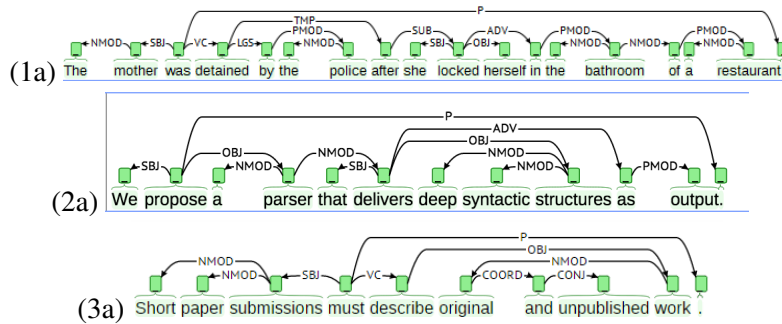 P
TMP
NMOD SBJ VC LGS PMOD NMOD SUB SBJ OBJ ADV PMOD NMOD NMOD PMOD NMOD
(1a) The mother was detained by the police after she locked herself in the bathroom of a restaurant
P
ADV
OBJ
SBJ OBJ NMOD NMOD SBJ NMOD NMOD PMOD
(2a) We propose a parser that delivers deep syntactic structures as output.
P
OBJ
NMOD NMOD
NMOD SBJ VC COORD CONJ
(3a) Short paper submissions must describe original and unpublished work .